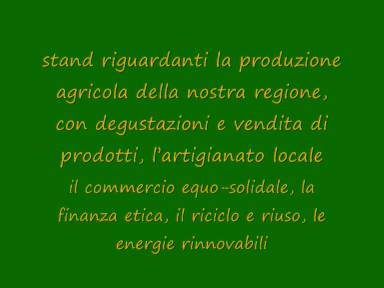 stand riguardanti la produzione
agricola della nostra regione,
con degustazioni e vendita di
prodotti, l'artigianato locale
il commercio equo-solidale, la
finanza etica, il riciclo e riuso, le
energie rinnovabili